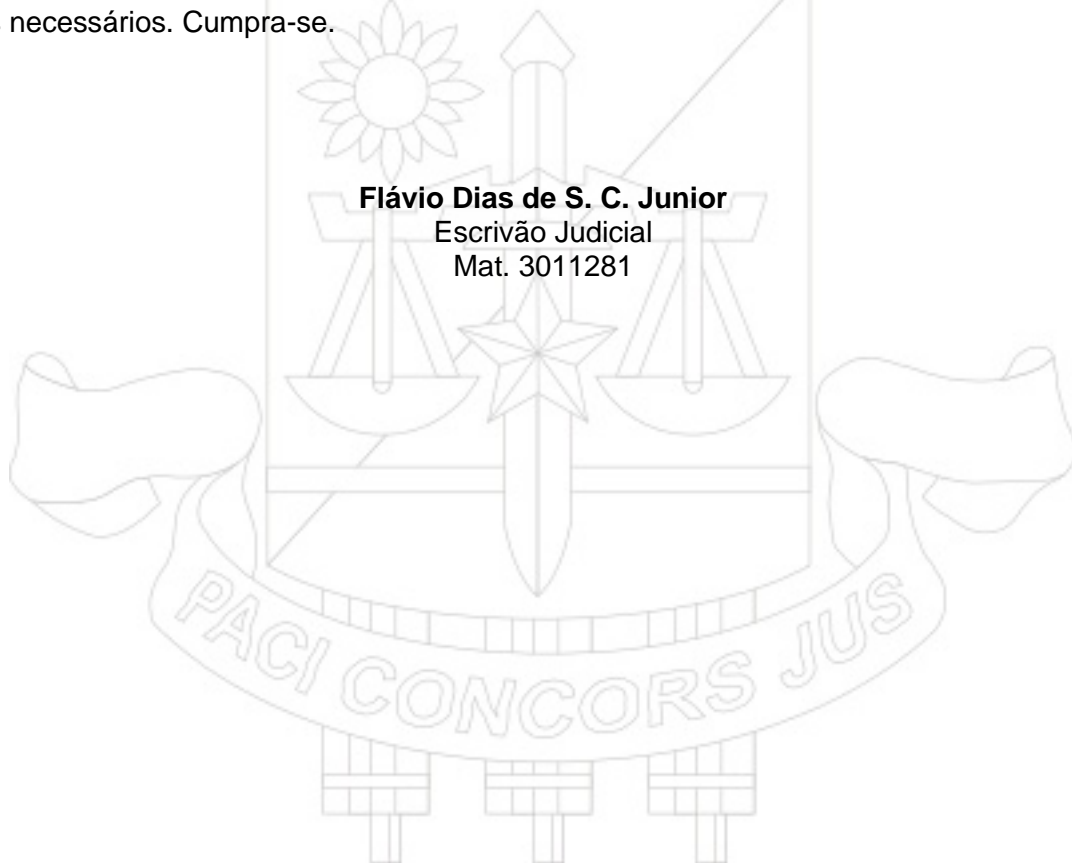 necessários. Cumpra-se.
Flávio Dias de S. C. Junior
Escrivão Judicial
Mat. 3011281
PACI CONCORS JUS